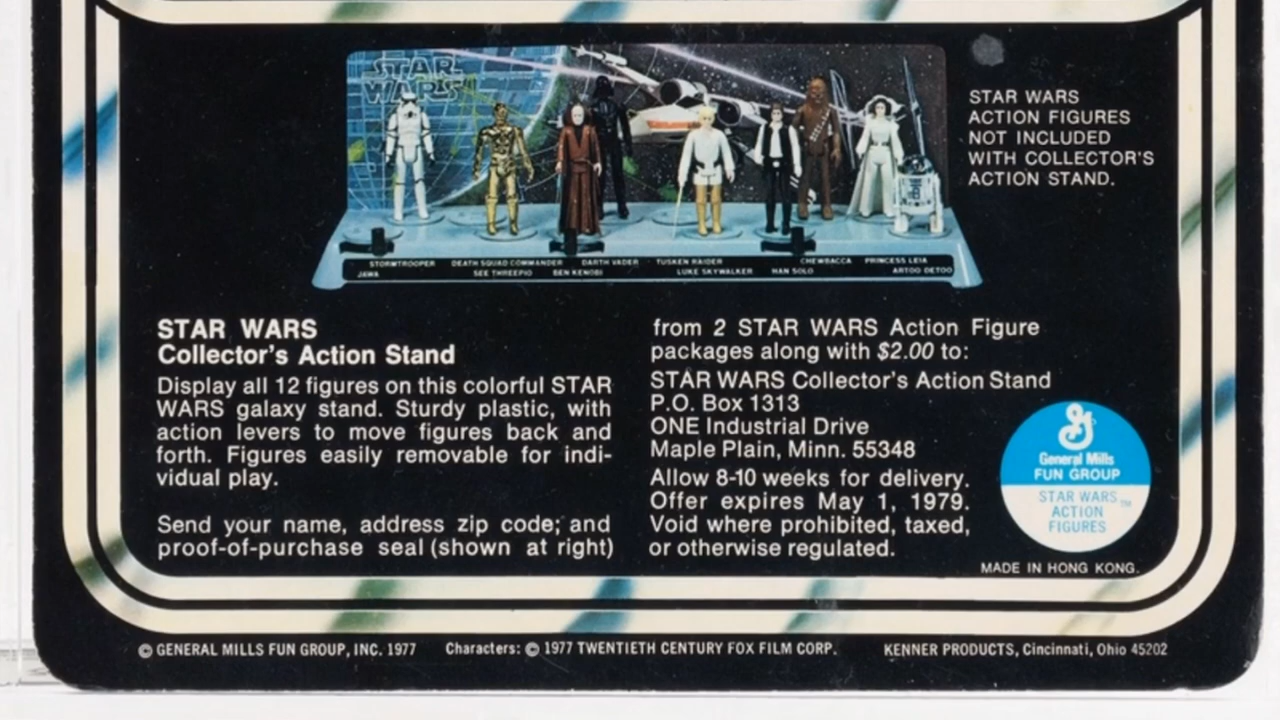 STAR
WARS
STAR WARS
ACTION FIGURES
NOT INCLUDED
WITH COLLECTOR'S
ACTION STAND.
STORMTROOPER DEATH SQUAD COMMANDER DARTH VADER TUSKEN RAIDER CHEWBACCA PRINCESS LEIA
JAWA SEE THREEPIO BEN KENOBI LUKE SKYWALKER HAN SOLO ARTOO DETOO
STAR WARS
Collector's Action Stand
Display all 12 figures on this colorful STAR
WARS galaxy stand. Sturdy plastic, with
action levers to move figures back and
forth. Figures easily removable for indi-
vidual play.
Send your name, address zip code; and
proof-of-purchase seal (shown at right)
from 2 STAR WARS Action Figure
packages along with $2.00 to:
STAR WARS Collector's Action Stand
P.O. Box 1313
ONE Industrial Drive
Maple Plain, Minn. 55348
Allow 8-10 weeks for delivery.
Offer expires May 1, 1979.
Void where prohibited, taxed,
or otherwise regulated.
General Mills
FUN GROUP
STAR WARS™
ACTION
FIGURES
MADE IN HONG KONG.
© GENERAL MILLS FUN GROUP, INC. 1977 Characters: © 1977 TWENTIETH CENTURY FOX FILM CORP. KENNER PRODUCTS, Cincinnati, Ohio 45202